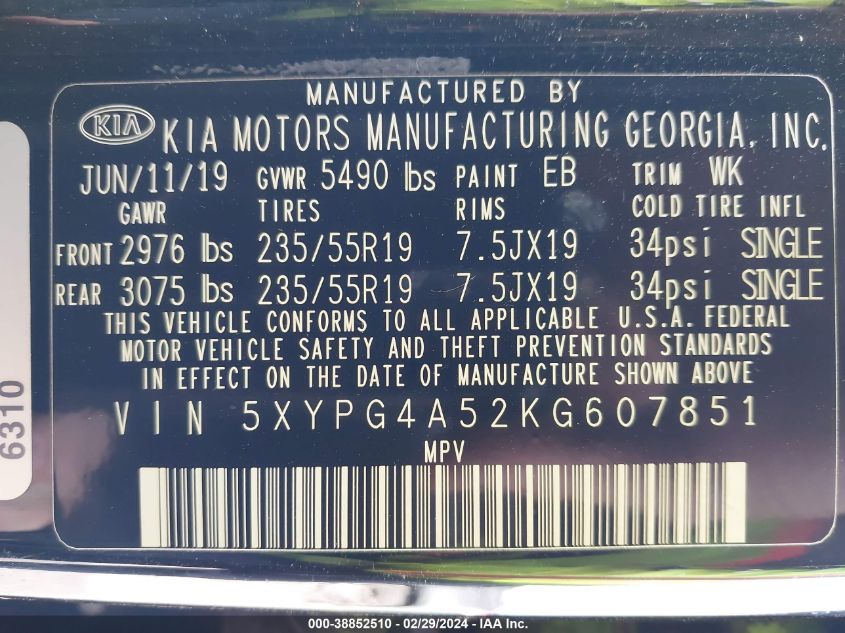 MANUFACTURED BY
KIA KIA MOTORS MANUFACTURING GEORGIA, INC.
JUN/11/19 GVWR 5490 lbs PAINT EB TRIM WK
GAWR TIRES RIMS COLD TIRE INFL
FRONT 2976 lbs 235/55R19 7.5JX19 34psi SINGLE
REAR 3075 lbs 235/55R19 7.5JX19 34psi SINGLE
THIS VEHICLE CONFORMS TO ALL APPLICABLE U.S.A. FEDERAL
MOTOR VEHICLE SAFETY AND THEFT PREVENTION STANDARDS
IN EFFECT ON THE DATE OF MANUFACTURE SHOWN ABOVE
VIN 5XYPG4A52KG607851
MPV
6310
000-38852510 - 02/29/2024 - IAA Inc.